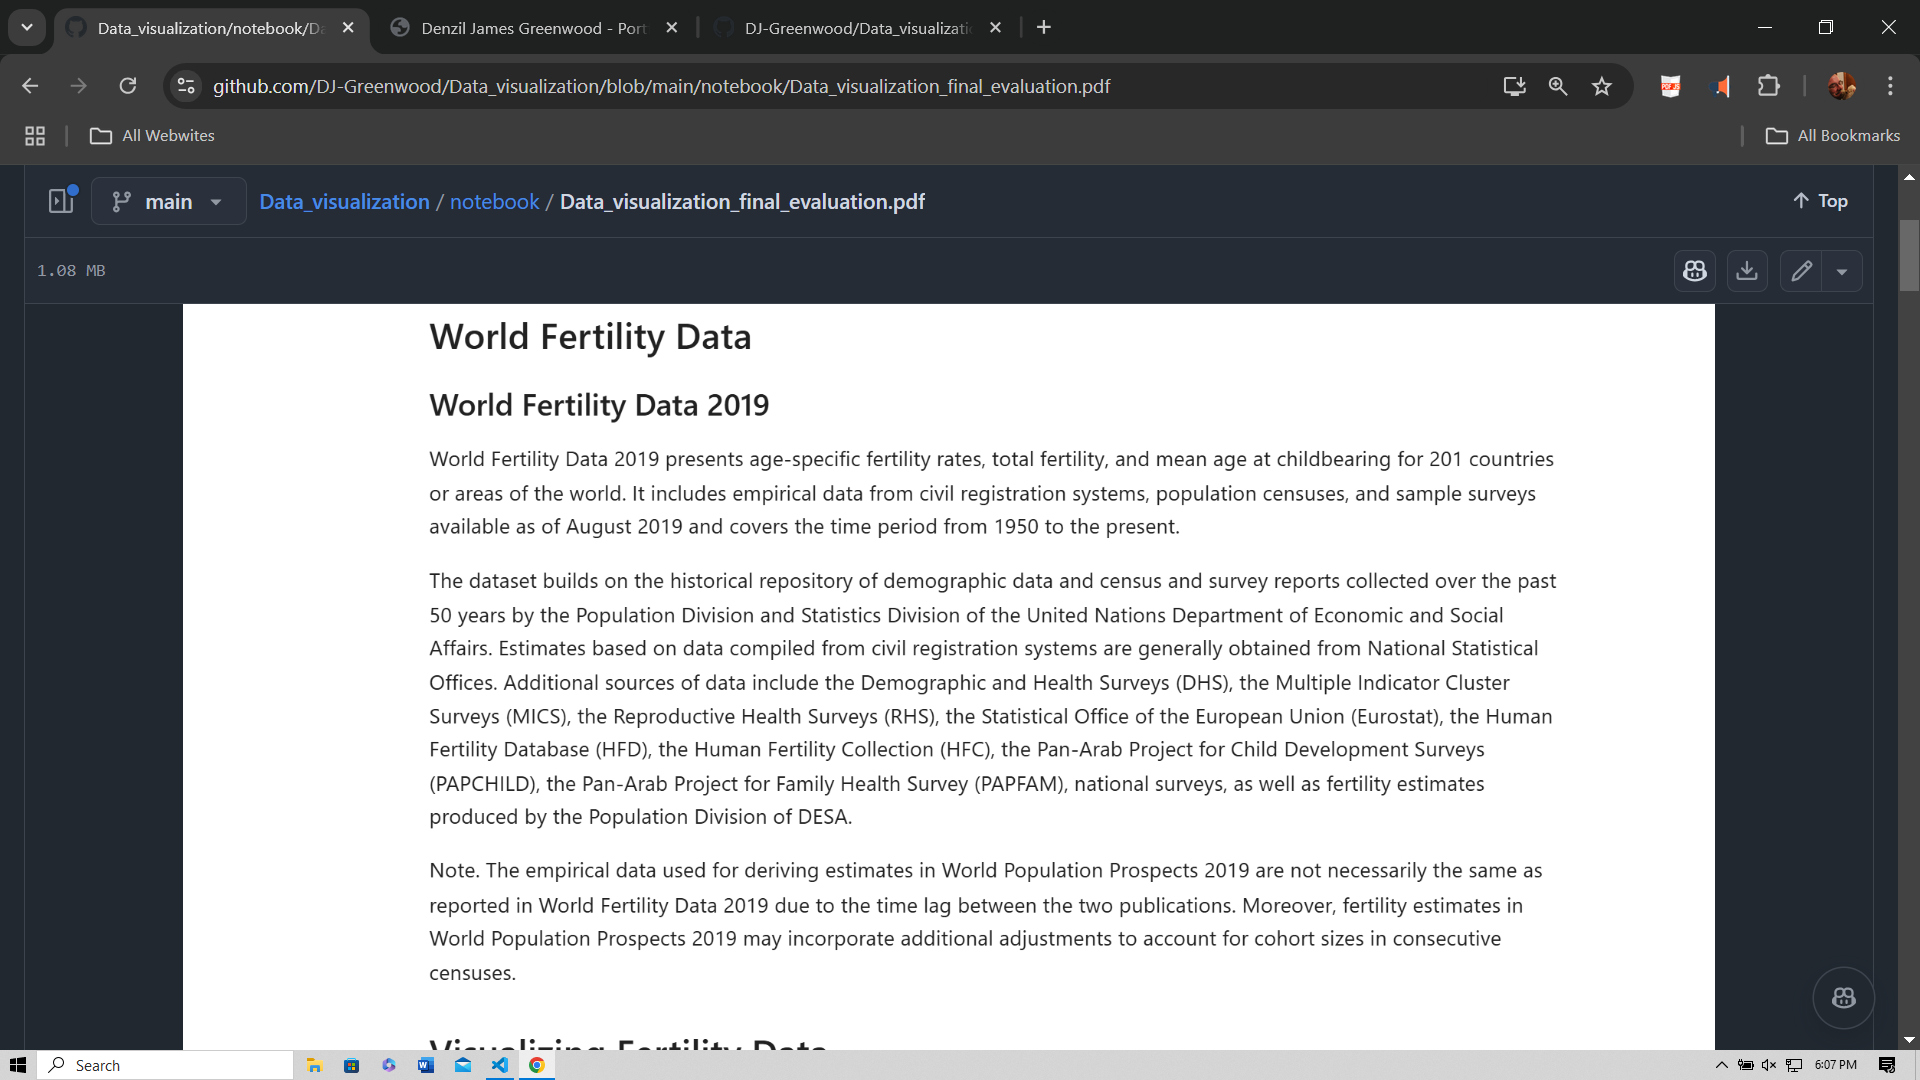 Data_visualization/notebook/Da
Denzil James Greenwood - Port
DJ-Greenwood/Data_visualizati
github.com/DJ-Greenwood/Data_visualization/blob/main/notebook/Data_visualization_final_evaluation.pdf
All Webwites
All Bookmarks
main
Data_visualization / notebook / Data_visualization_final_evaluation.pdf
Top
1.08 MB
World Fertility Data
World Fertility Data 2019
World Fertility Data 2019 presents age-specific fertility rates, total fertility, and mean age at childbearing for 201 countries
or areas of the world. It includes empirical data from civil registration systems, population censuses, and sample surveys
available as of August 2019 and covers the time period from 1950 to the present.
The dataset builds on the historical repository of demographic data and census and survey reports collected over the past
50 years by the Population Division and Statistics Division of the United Nations Department of Economic and Social
Affairs. Estimates based on data compiled from civil registration systems are generally obtained from National Statistical
Offices. Additional sources of data include the Demographic and Health Surveys (DHS), the Multiple Indicator Cluster
Surveys (MICS), the Reproductive Health Surveys (RHS), the Statistical Office of the European Union (Eurostat), the Human
Fertility Database (HFD), the Human Fertility Collection (HFC), the Pan-Arab Project for Child Development Surveys
(PAPCHILD), the Pan-Arab Project for Family Health Survey (PAPFAM), national surveys, as well as fertility estimates
produced by the Population Division of DESA.
Note. The empirical data used for deriving estimates in World Population Prospects 2019 are not necessarily the same as
reported in World Fertility Data 2019 due to the time lag between the two publications. Moreover, fertility estimates in
World Population Prospects 2019 may incorporate additional adjustments to account for cohort sizes in consecutive
censuses.
Visualizing Fertility Data
Search
6:07 PM